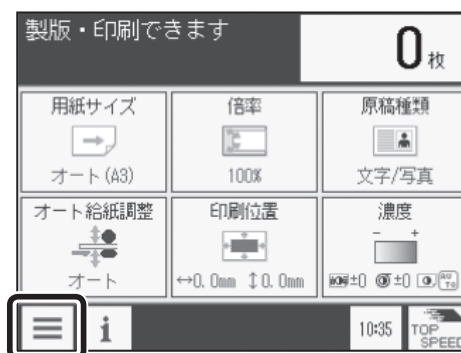 製版・印刷できます
0枚
用紙サイズ
オート(A3)
倍率
100%
原稿種類
文字/写真
オート給紙調整
オート
印刷位置
↔0.0mm ↕0.0mm
濃度
- +
±0 ±0 AUTO
i
10:35
TOP
SPEED